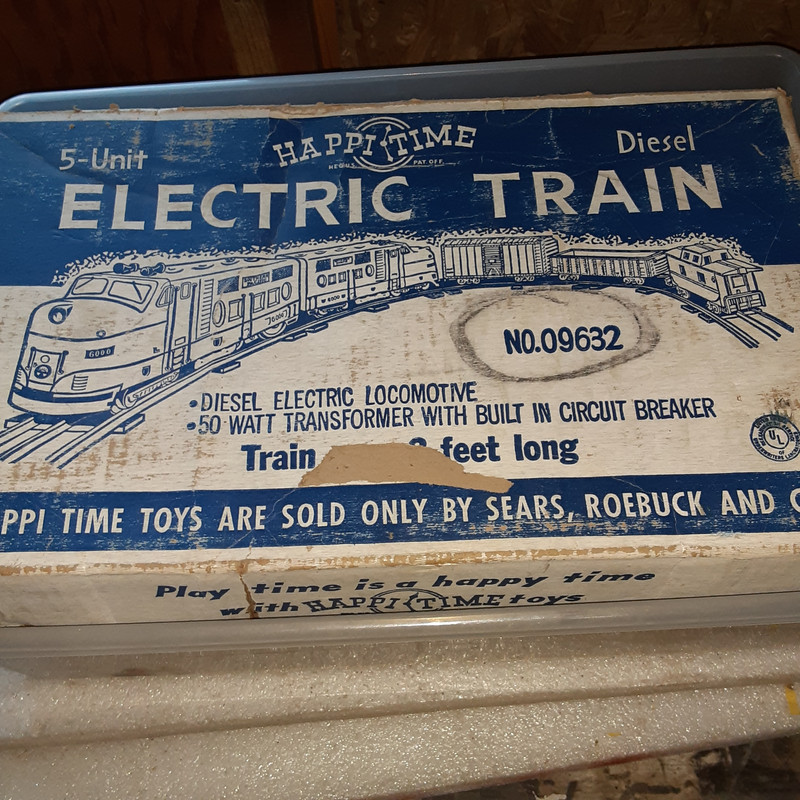 5-Unit
HAPPI TIME
REG U.S. PAT. OFF.
Diesel
ELECTRIC TRAIN
6000
NO.09632
•DIESEL ELECTRIC LOCOMOTIVE
•50 WATT TRANSFORMER WITH BUILT IN CIRCUIT BREAKER
UL
Train feet long
PPI TIME TOYS ARE SOLD ONLY BY SEARS, ROEBUCK AND C
Play time is a happy time
with HAPPI TIME toys